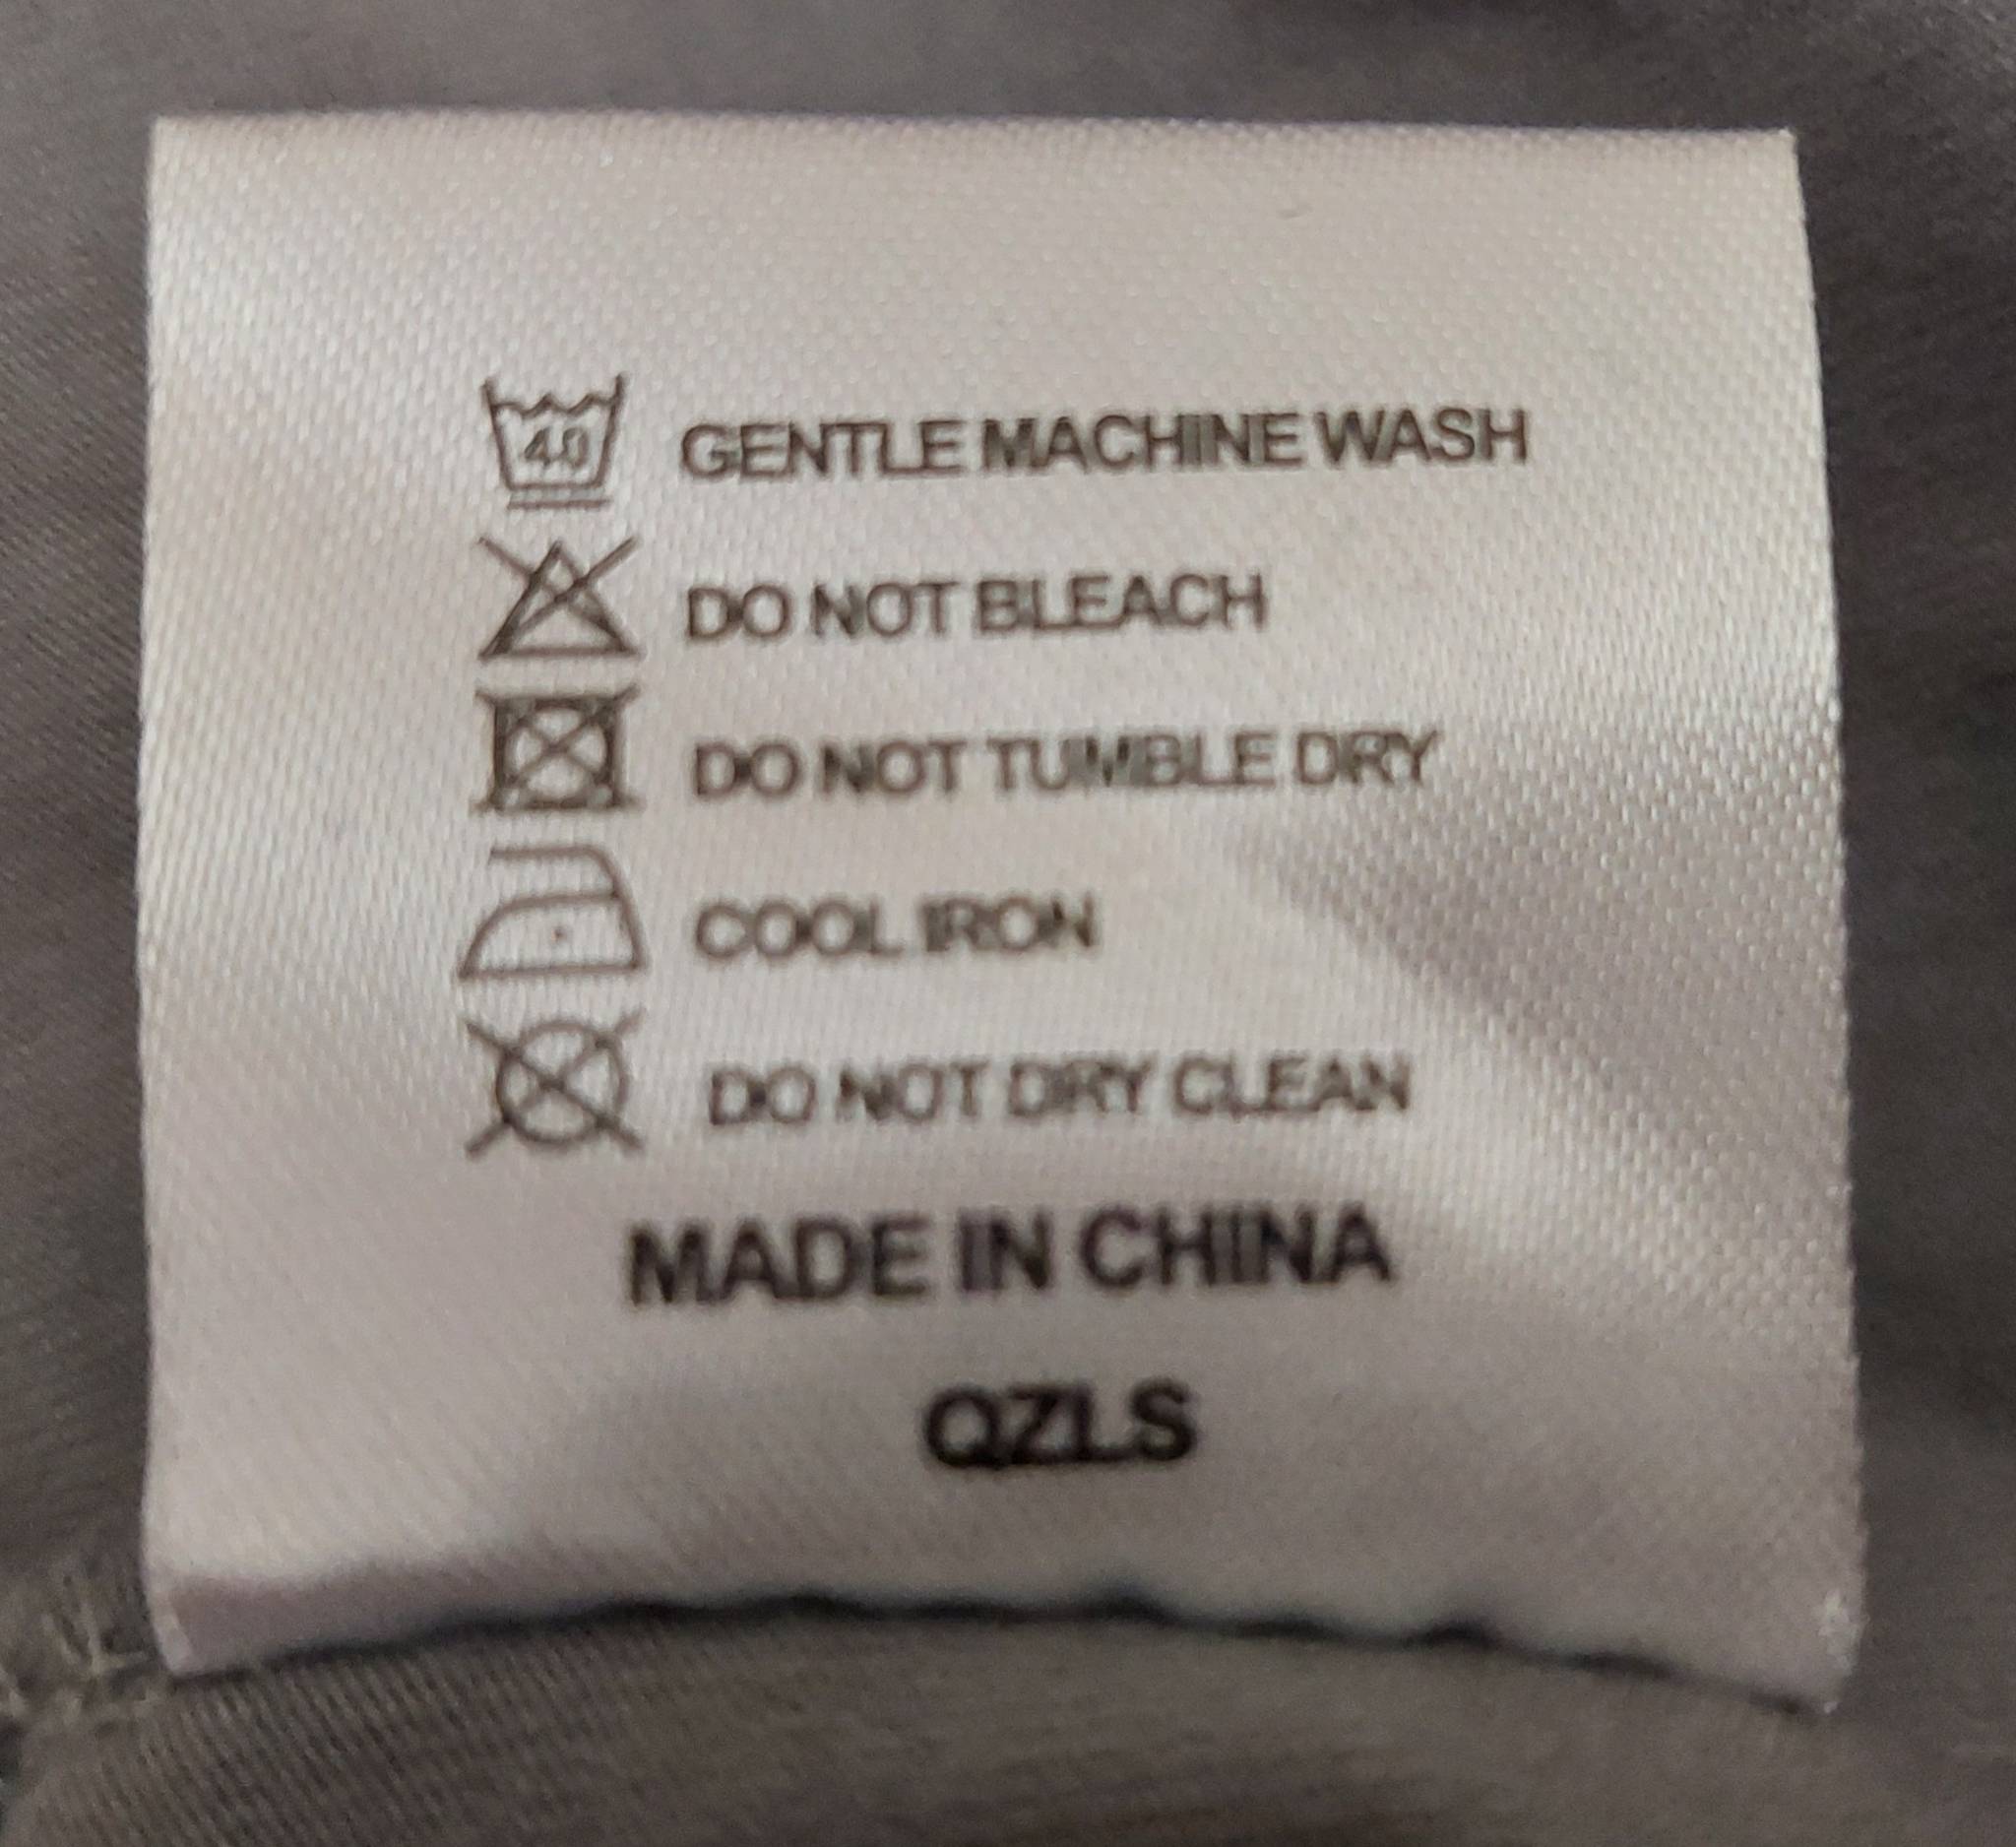 40 GENTLE MACHINE WASH
DO NOT BLEACH
DO NOT TUMBLE DRY
COOL IRON
DO NOT DRY CLEAN
MADE IN CHINA
QZLS